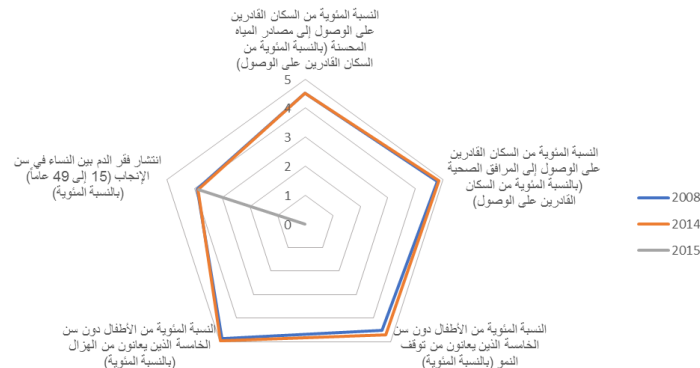 النسبة المئوية من السكان القادرين
على الوصول إلى مصادر المياه
المحسنة (بالنسبة المئوية من
السكان القادرين على الوصول)
5
4
3
2
1
0
النسبة المئوية من السكان القادرين
على الوصول إلى المرافق الصحية
(بالنسبة المئوية من السكان
القادرين على الوصول)
انتشار فقر الدم بين النساء في سن
الإنجاب (15 إلى 49 عاماً)
(بالنسبة المئوية)
2008
2014
2015
النسبة المئوية من الأطفال دون سن
الخامسة الذين يعانون من توقف
النمو (بالنسبة المئوية)
النسبة المئوية من الأطفال دون سن
الخامسة الذين يعانون من الهزال
(بالنسبة المئوية)